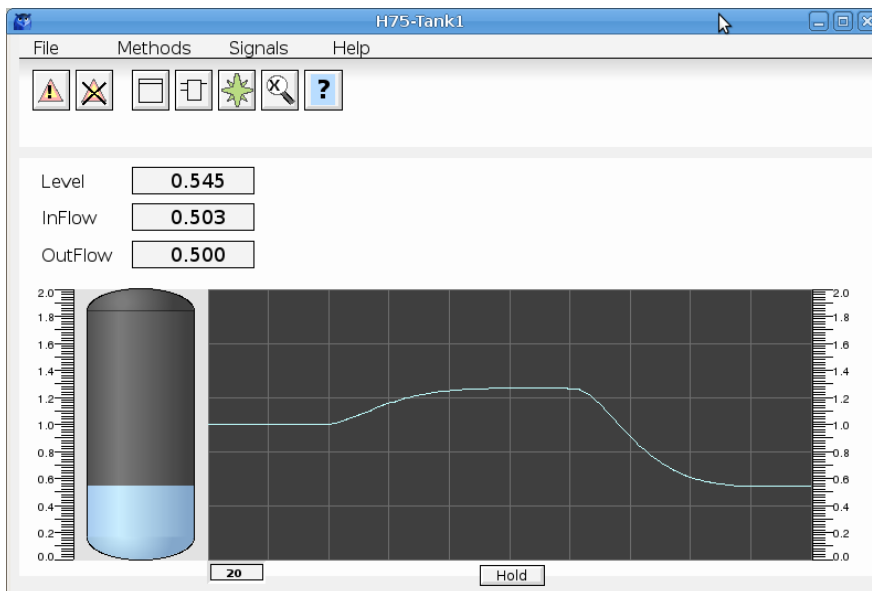 H75-Tank1
File Methods Signals Help
! X ?
Level 0.545
InFlow 0.503
OutFlow 0.500
2.0 2.0
1.8 1.8
1.6 1.6
1.4 1.4
1.2 1.2
1.0 1.0
0.8 0.8
0.6 0.6
0.4 0.4
0.2 0.2
0.0 0.0
20 Hold